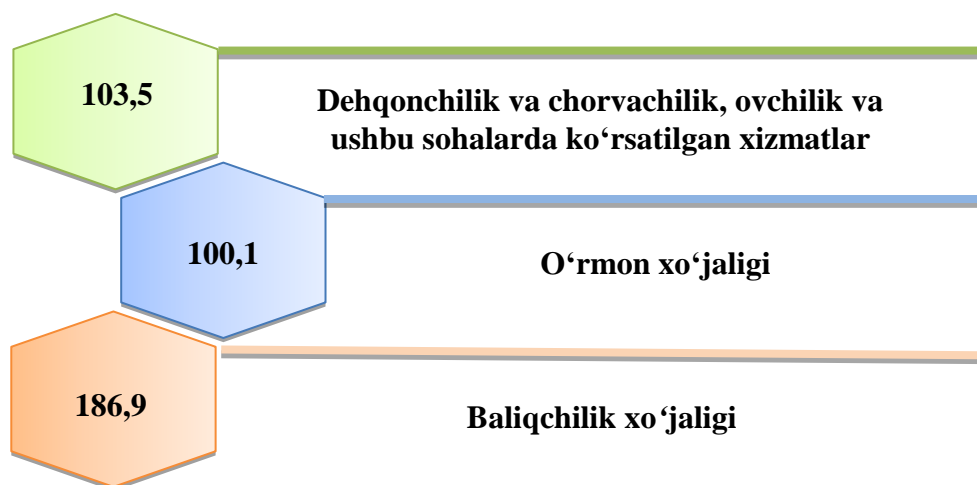 103,5
Dehqonchilik va chorvachilik, ovchilik va
ushbu sohalarda ko‘rsatilgan xizmatlar
100,1
O‘rmon xo‘jaligi
186,9
Baliqchilik xo‘jaligi